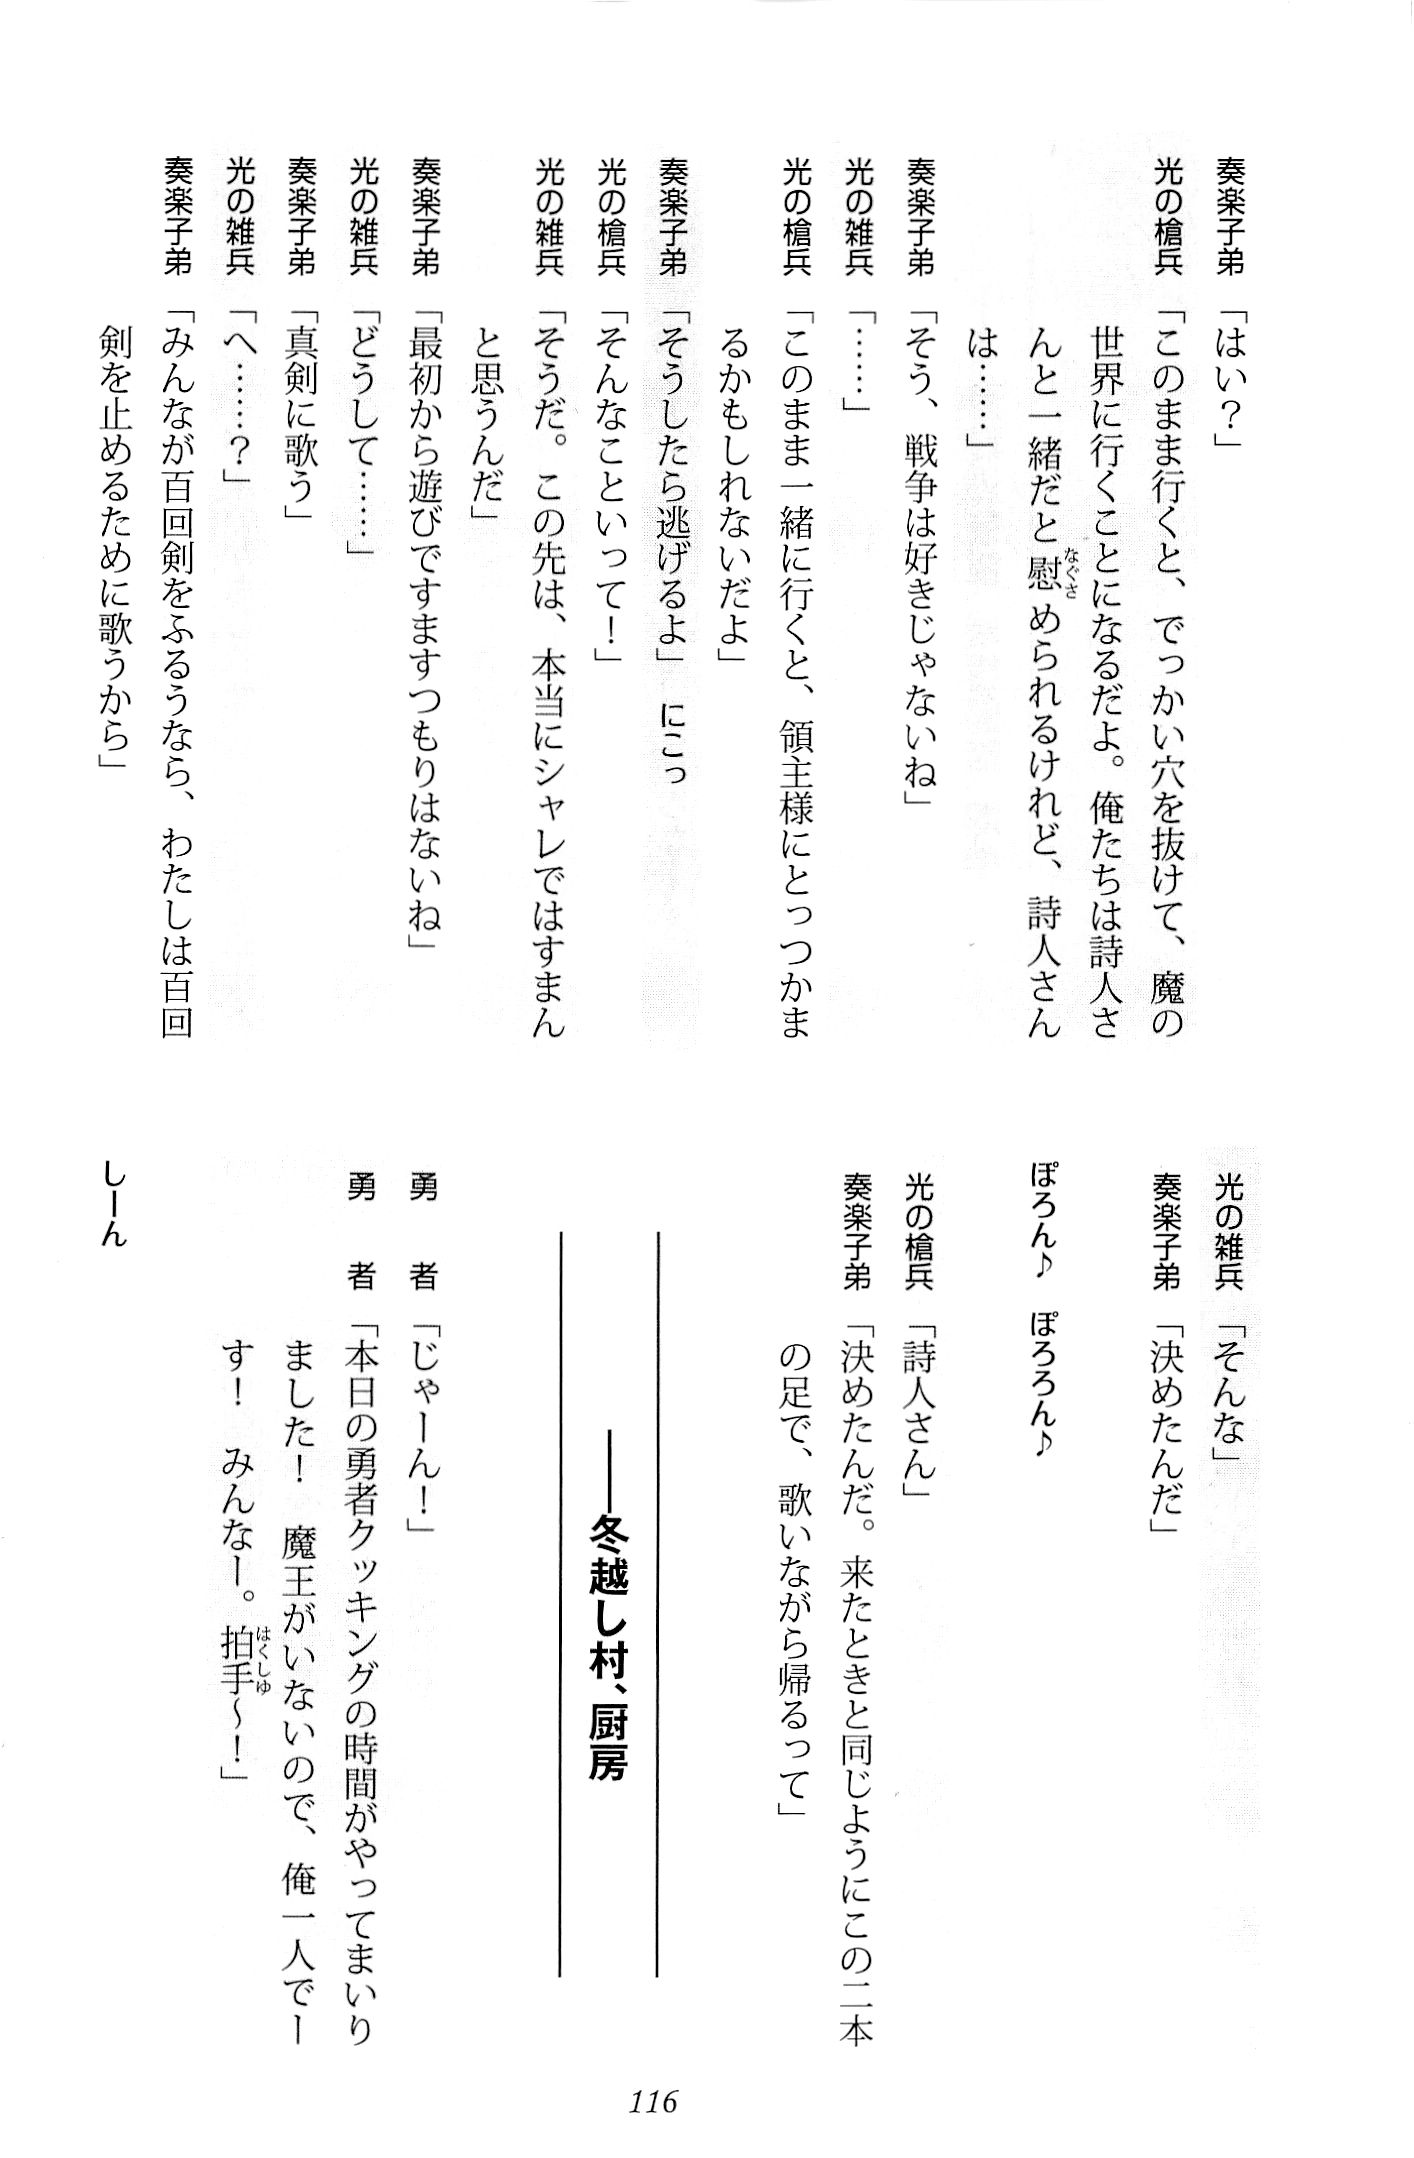 奏楽子弟「はい？」
光の槍兵「このまま行くと、でっかい穴を抜けて、魔の
世界に行くことになるだよ。俺たちは詩人さ
んと一緒だと慰められるけれど、詩人さん
は……」
奏楽子弟「そう、戦争は好きじゃないね」
光の雑兵「……」
光の槍兵「このまま一緒に行くと、領主様にとっつかま
るかもしれないだよ」
奏楽子弟「そうしたら逃げるよ」にこっ
光の槍兵「そんなこといって！」
光の雑兵「そうだ。この先は、本当にシャレではすまん
と思うんだ」
奏楽子弟「最初から遊びですますつもりはないね」
光の雑兵「どうして……」
奏楽子弟「真剣に歌う」
光の雑兵「へ……？」
奏楽子弟「みんなが百回剣をふるうなら、わたしは百回
剣を止めるために歌うから」
光の雑兵「そんな」
奏楽子弟「決めたんだ」
ぽろん♪　ぽろろん♪
光の槍兵「詩人さん」
奏楽子弟「決めたんだ。来たときと同じようにこの二本
の足で、歌いながら帰るって」
――冬越し村、厨房
勇　者「じゃーん！」
勇　者「本日の勇者クッキングの時間がやってまいり
ました！　魔王がいないので、俺一人でー
す！　みんなー。拍手～！」
しーん
116